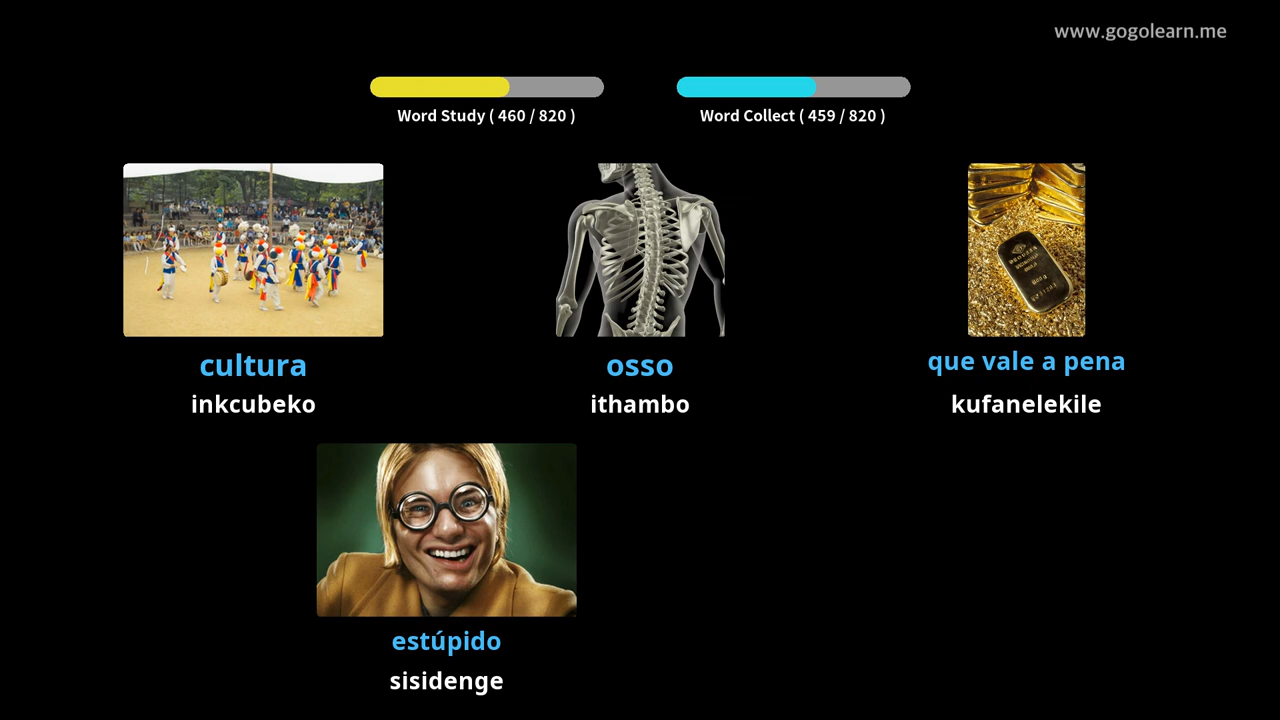 www.gogolearn.me
Word Study ( 460 / 820 )
Word Collect ( 459 / 820 )
cultura
inkcubeko
osso
ithambo
que vale a pena
kufanelekile
estúpido
sisidenge